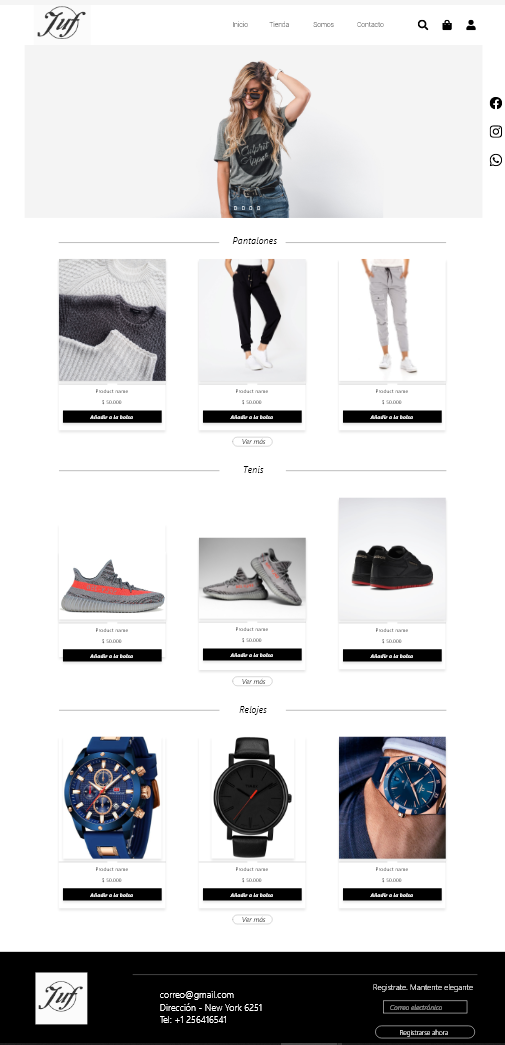 Juf
Inicio Tienda Somos Contacto
Pantalones
Product name Product name Product name
$ 50.000 $ 50.000 $ 50.000
Añadir a la bolsa Añadir a la bolsa Añadir a la bolsa
Ver más
Tenis
Product name Product name Product name
$ 50.000 $ 50.000 $ 50.000
Añadir a la bolsa Añadir a la bolsa Añadir a la bolsa
Ver más
Relojes
Product name Product name Product name
$ 50.000 $ 50.000 $ 50.000
Añadir a la bolsa Añadir a la bolsa Añadir a la bolsa
Ver más
Juf
correo@gmail.com
Dirección - New York 6251
Tel: +1 256416541
Registrate. Mantente elegante
Correo electrónico
Registrarse ahora